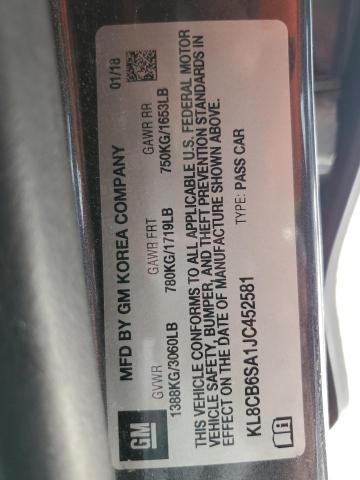 GM
MFD BY GM KOREA COMPANY
01/18
GVWR
GAWR FRT
GAWR RR
1388KG/3060LB
780KG/1719LB
750KG/1653LB
THIS VEHICLE CONFORMS TO ALL APPLICABLE U.S. FEDERAL MOTOR
VEHICLE SAFETY, BUMPER, AND THEFT PREVENTION STANDARDS IN
EFFECT ON THE DATE OF MANUFACTURE SHOWN ABOVE.
KL8CB6SA1JC452581
TYPE: PASS CAR